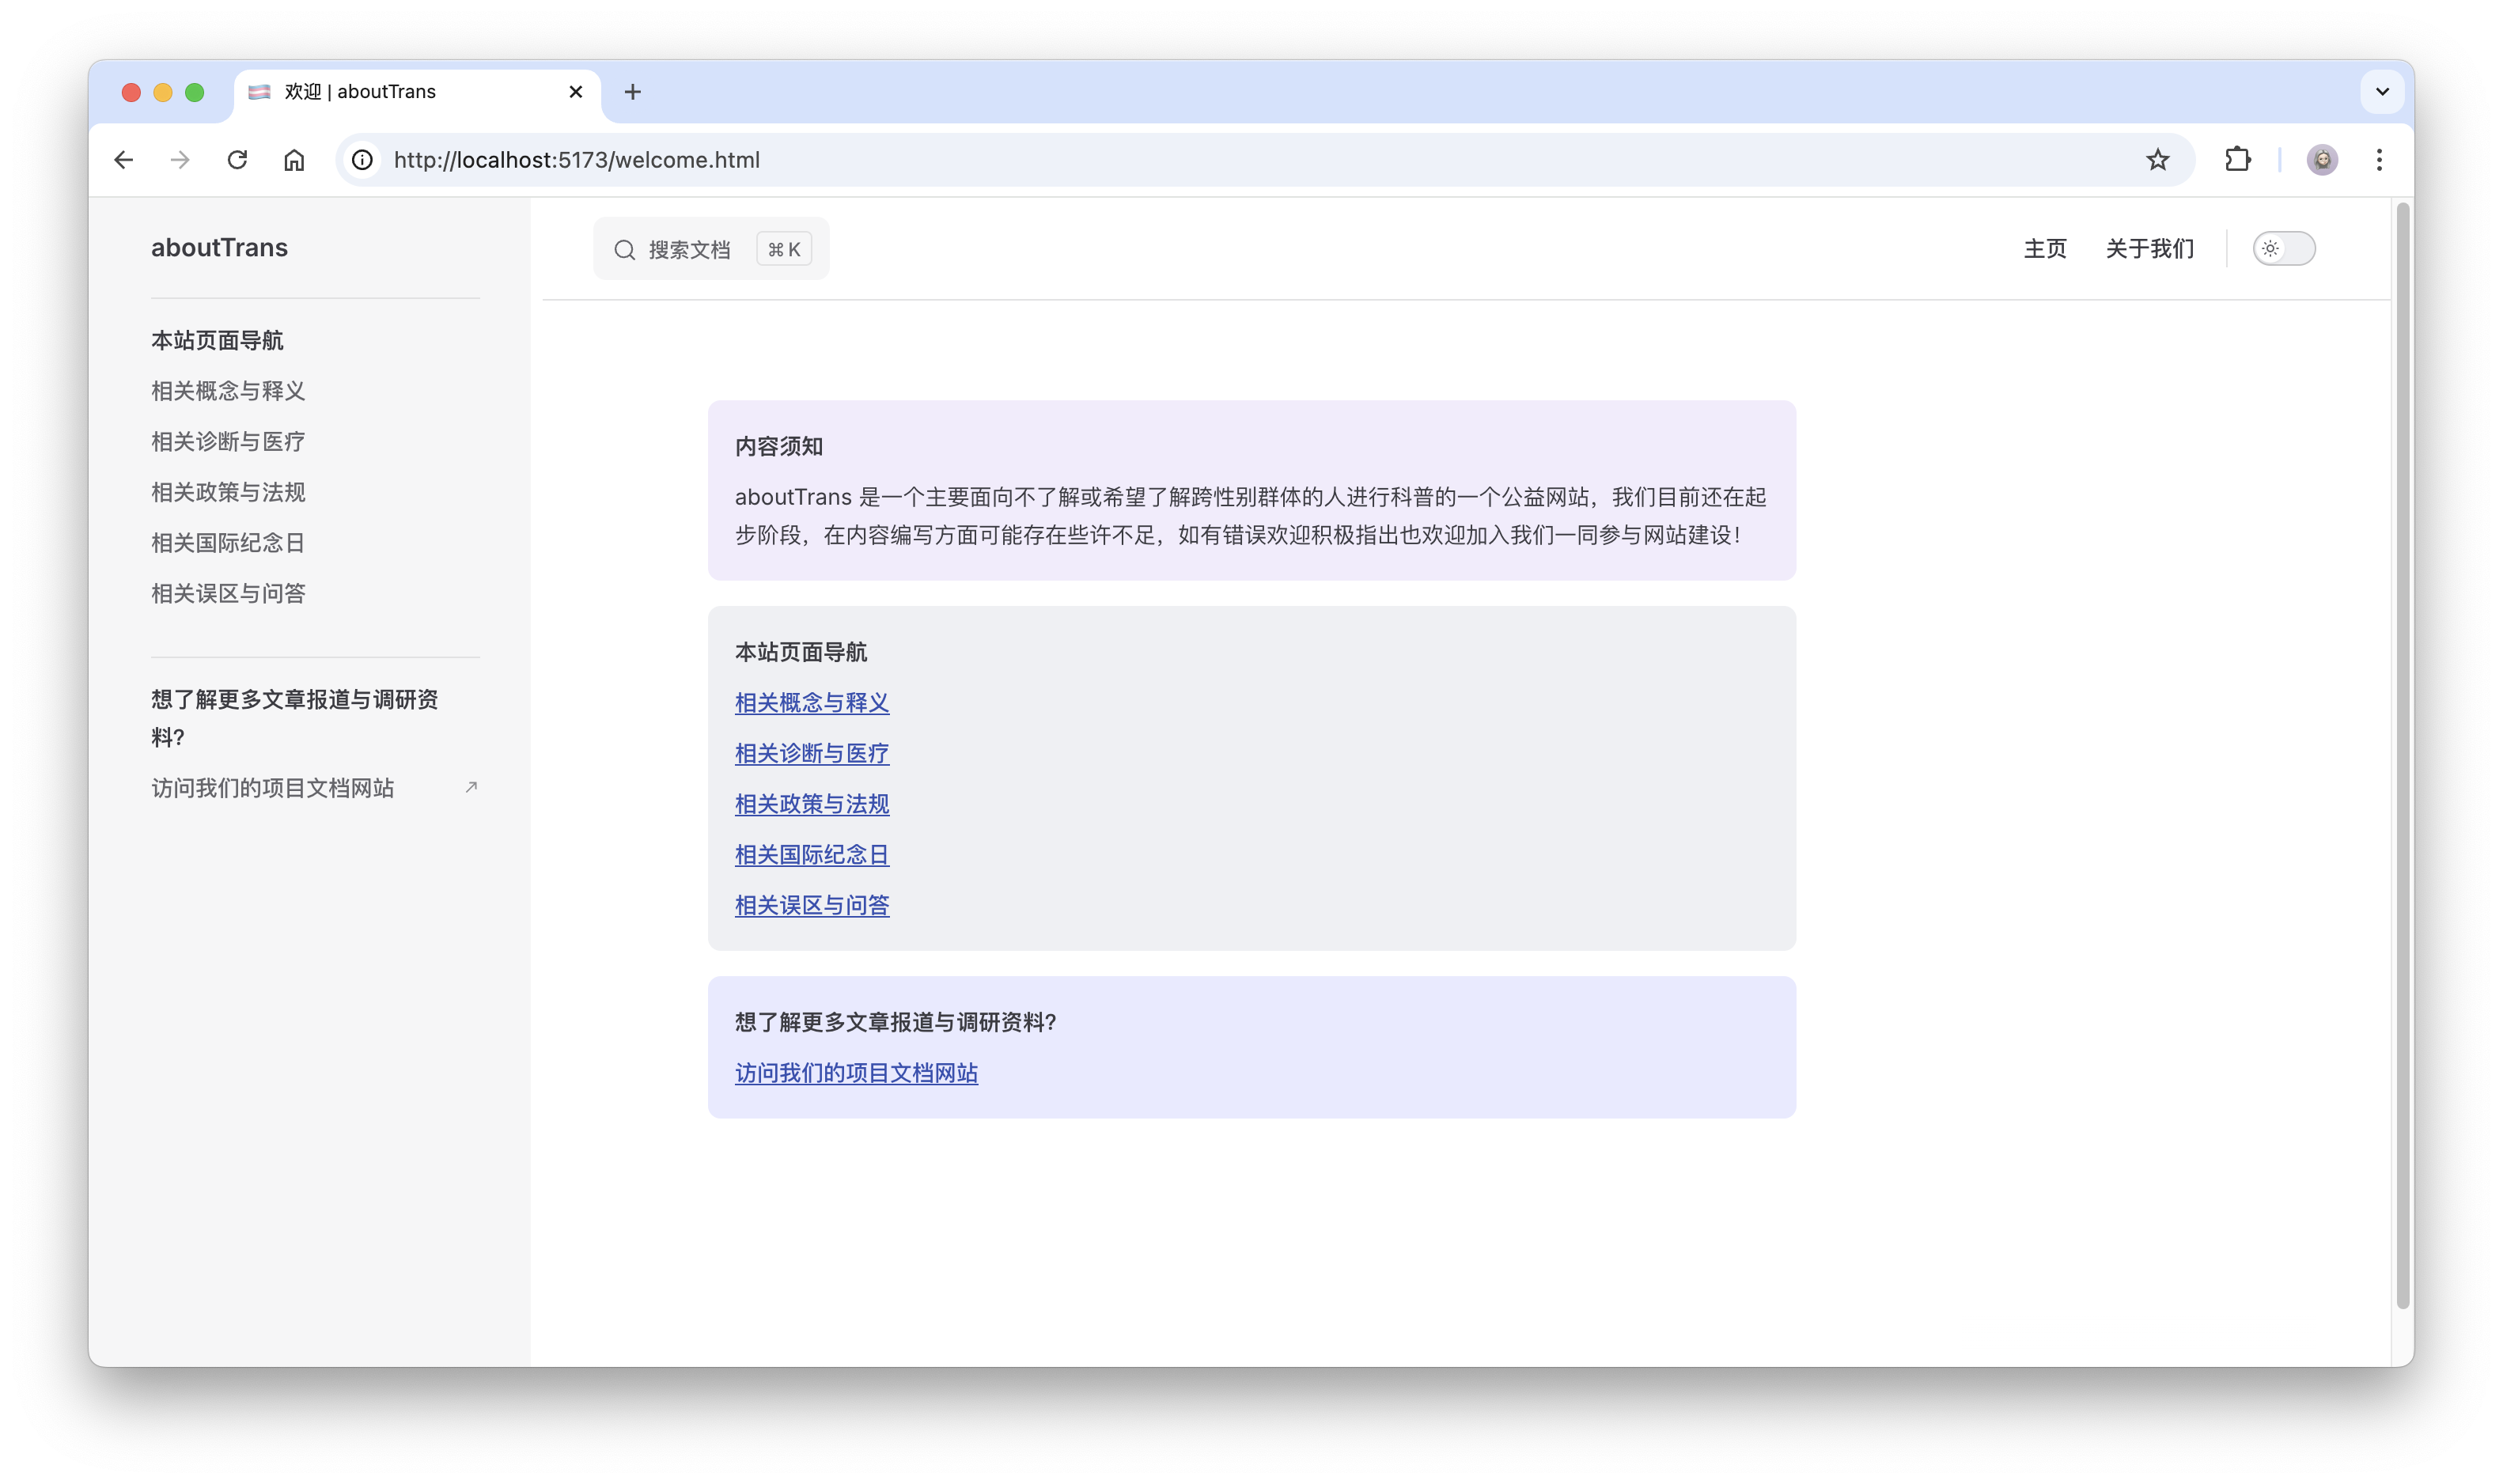 欢迎 | aboutTrans
http://localhost:5173/welcome.html
aboutTrans
搜索文档 ⌘ K
主页 关于我们
本站页面导航
相关概念与释义
相关诊断与医疗
相关政策与法规
相关国际纪念日
相关误区与问答
想了解更多文章报道与调研资
料？
访问我们的项目文档网站
内容须知
aboutTrans 是一个主要面向不了解或希望了解跨性别群体的人进行科普的一个公益网站，我们目前还在起
步阶段，在内容编写方面可能存在些许不足，如有错误欢迎积极指出也欢迎加入我们一同参与网站建设！
本站页面导航
相关概念与释义
相关诊断与医疗
相关政策与法规
相关国际纪念日
相关误区与问答
想了解更多文章报道与调研资料？
访问我们的项目文档网站